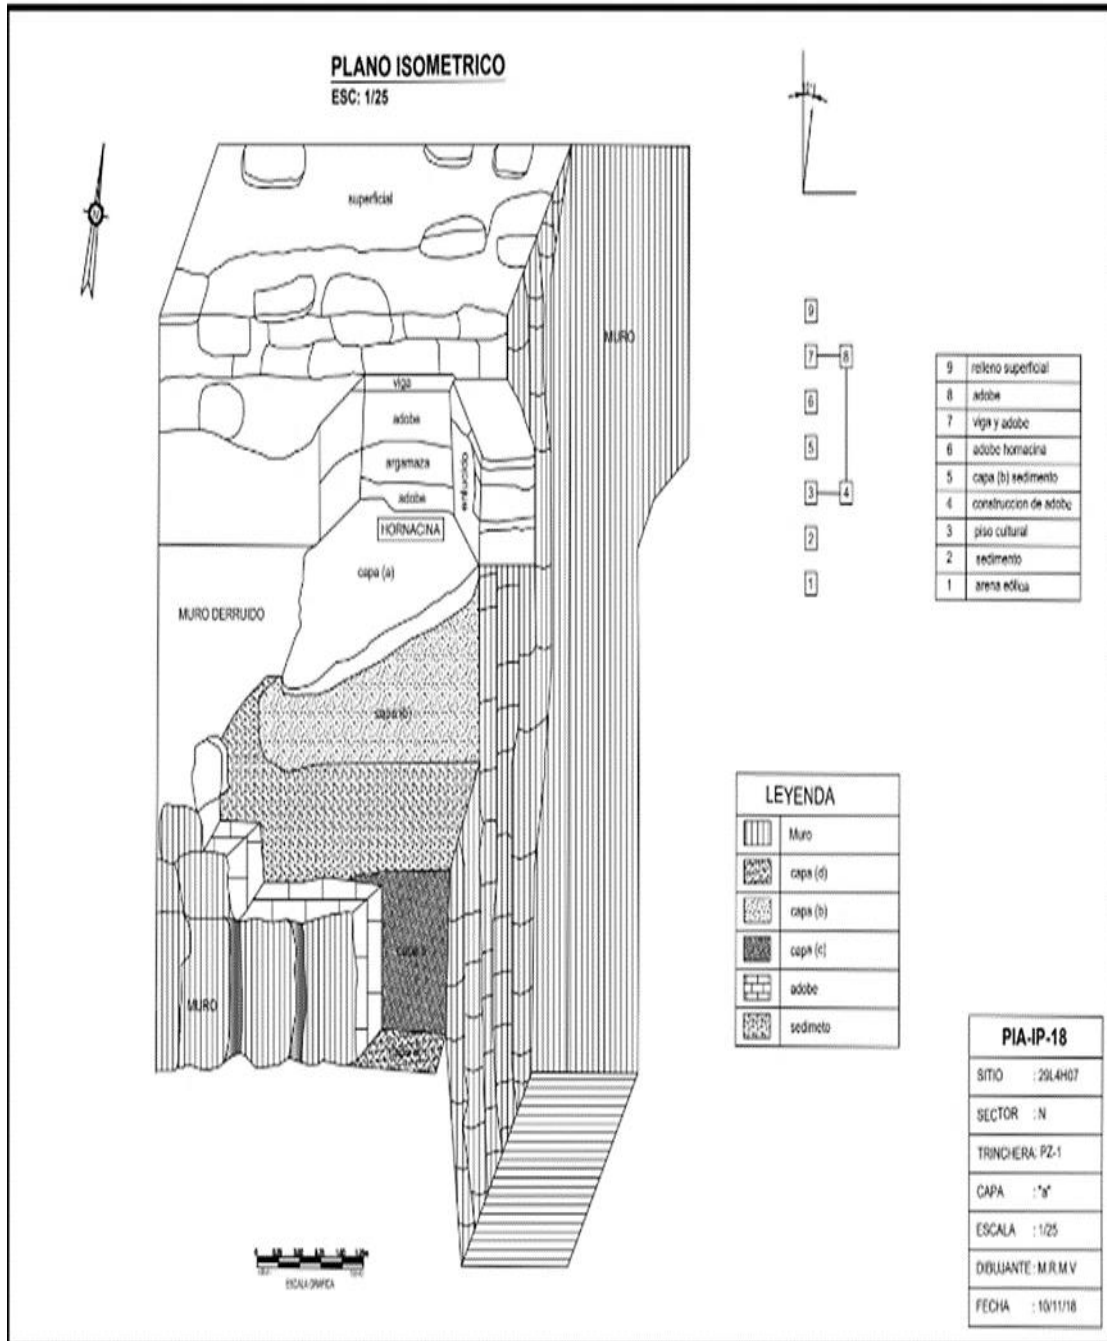 PLANO ISOMETRICO
ESC: 1/25
N
superficial
MURO
viga
adobe
argamaza
adobe
enlucido
HORNACINA
capa (a)
MURO DERRUIDO
capa (b)
MURO
9
7
8
6
5
3
4
2
1
9 relleno superficial
8 adobe
7 viga y adobe
6 adobe hornacina
5 capa (b) sedimento
4 construccion de adobe
3 piso cultural
2 sedimento
1 arena eólica
LEYENDA
Muro
capa (d)
capa (b)
capa (c)
adobe
sedimeto
PIA-IP-18
SITIO : 29L4H07
SECTOR : N
TRINCHERA: PZ-1
CAPA : "a"
ESCALA : 1/25
DIBUJANTE: M.R.M.V
FECHA : 10/11/18
ESCALA GRAFICA